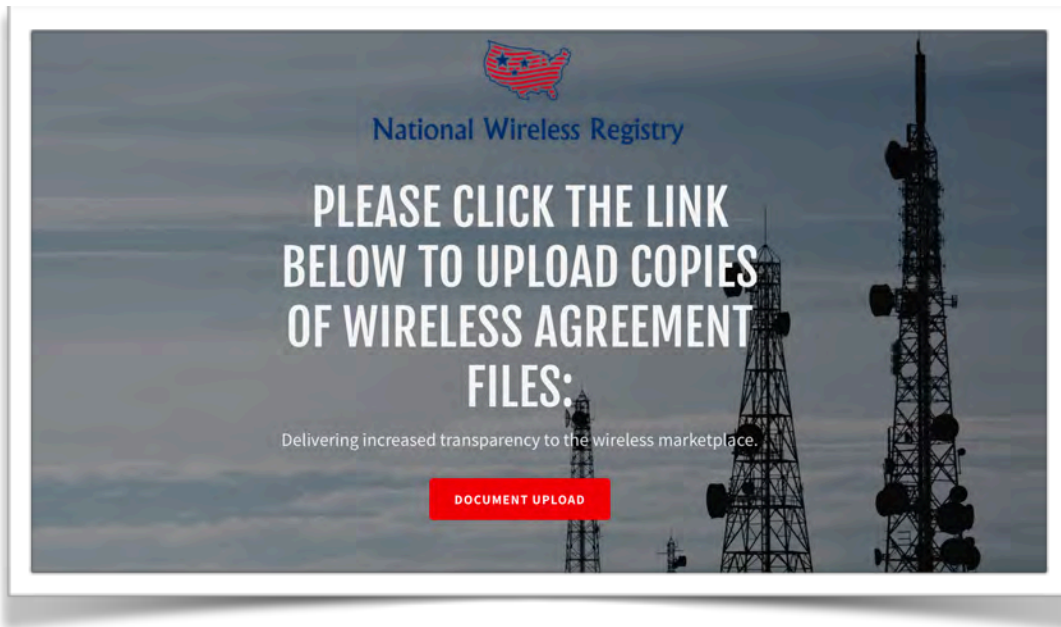 National Wireless Registry
PLEASE CLICK THE LINK
BELOW TO UPLOAD COPIES
OF WIRELESS AGREEMENT
FILES:
Delivering increased transparency to the wireless marketplace.
DOCUMENT UPLOAD